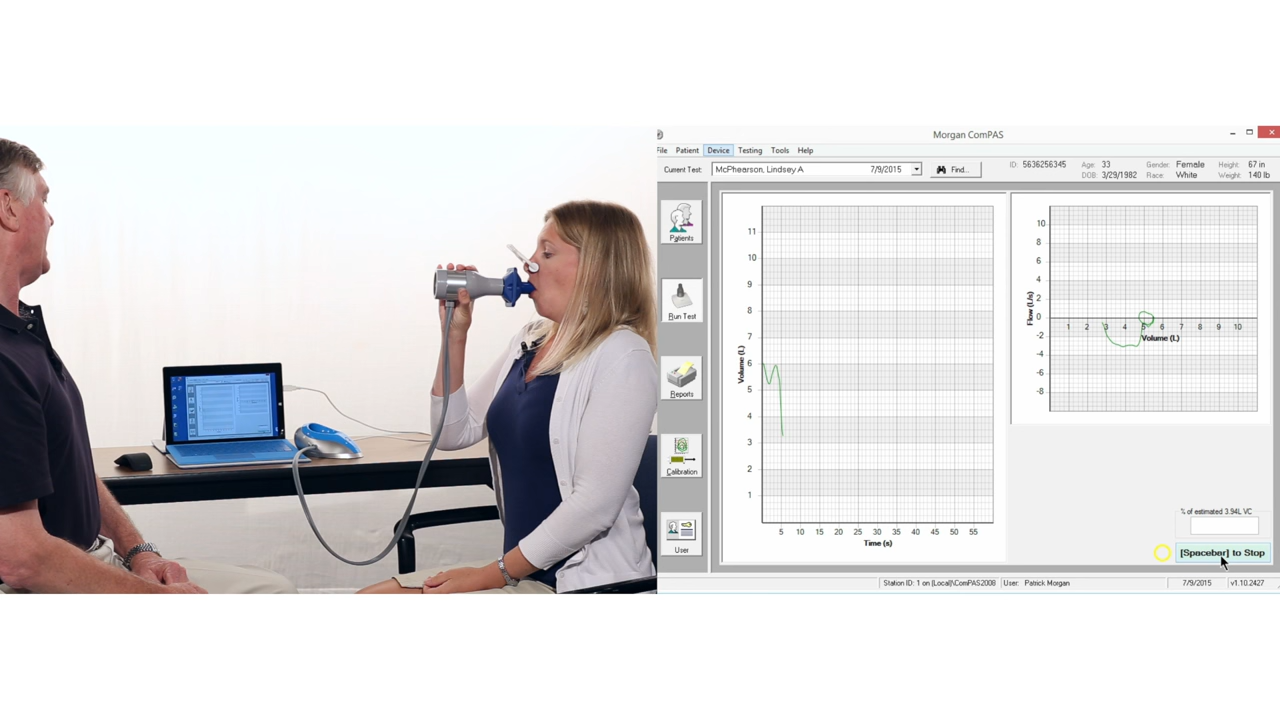 Morgan ComPAS
File Patient Device Testing Tools Help
Current Test: McPhearson, Lindsey A 7/9/2015 Find... ID: 5636256345 Age: 33 Gender: Female Height: 67 in
DOB: 3/29/1982 Race: White Weight: 140 lb
Patients
Run Test
Reports
Calibration
User
11
10
9
8
7
6
5
4
3
2
1
Volume (L)
5 10 15 20 25 30 35 40 45 50 55
Time (s)
10
8
6
4
2
0
-2
-4
-6
-8
Flow (L/s)
1 2 3 4 5 6 7 8 9 10
Volume (L)
% of estimated 3.94L VC
[Spacebar] to Stop
Station ID: 1 on [Local]\ComPAS2008 User: Patrick Morgan 7/9/2015 v1.10.2427